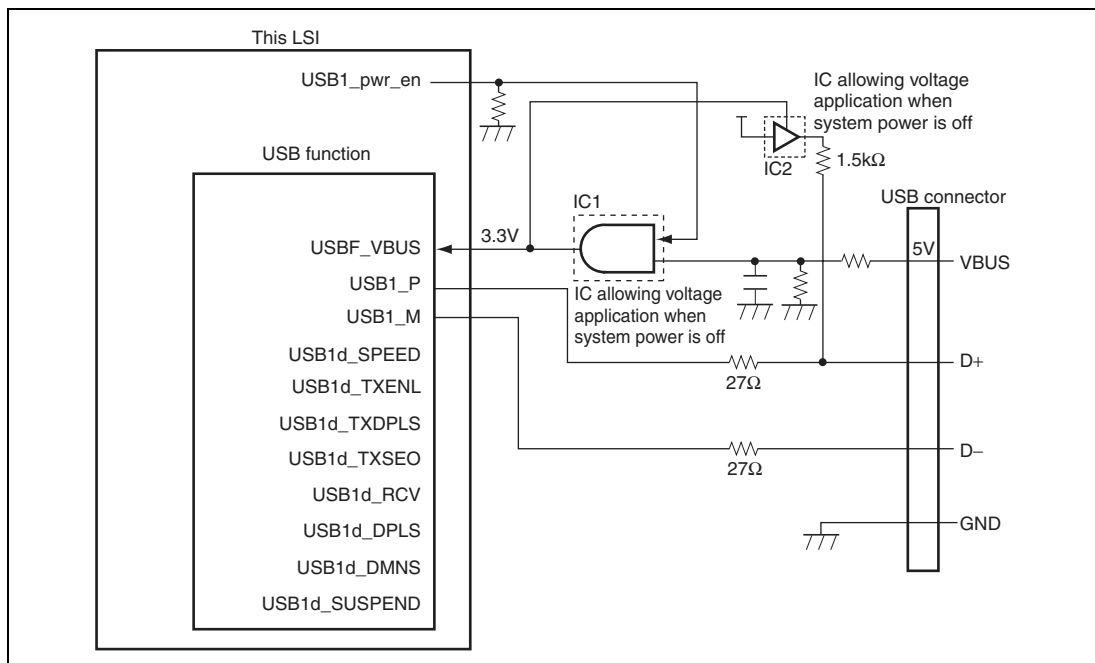 This LSI
USB1_pwr_en
IC allowing voltage
application when
system power is off
USB function
IC2
1.5kΩ
USB connector
IC1
USBF_VBUS
3.3V
5V
VBUS
USB1_P
IC allowing voltage
application when
system power is off
USB1_M
USB1d_SPEED
27Ω
D+
USB1d_TXENL
USB1d_TXDPLS
USB1d_TXSEO
27Ω
D−
USB1d_RCV
USB1d_DPLS
GND
USB1d_DMNS
USB1d_SUSPEND